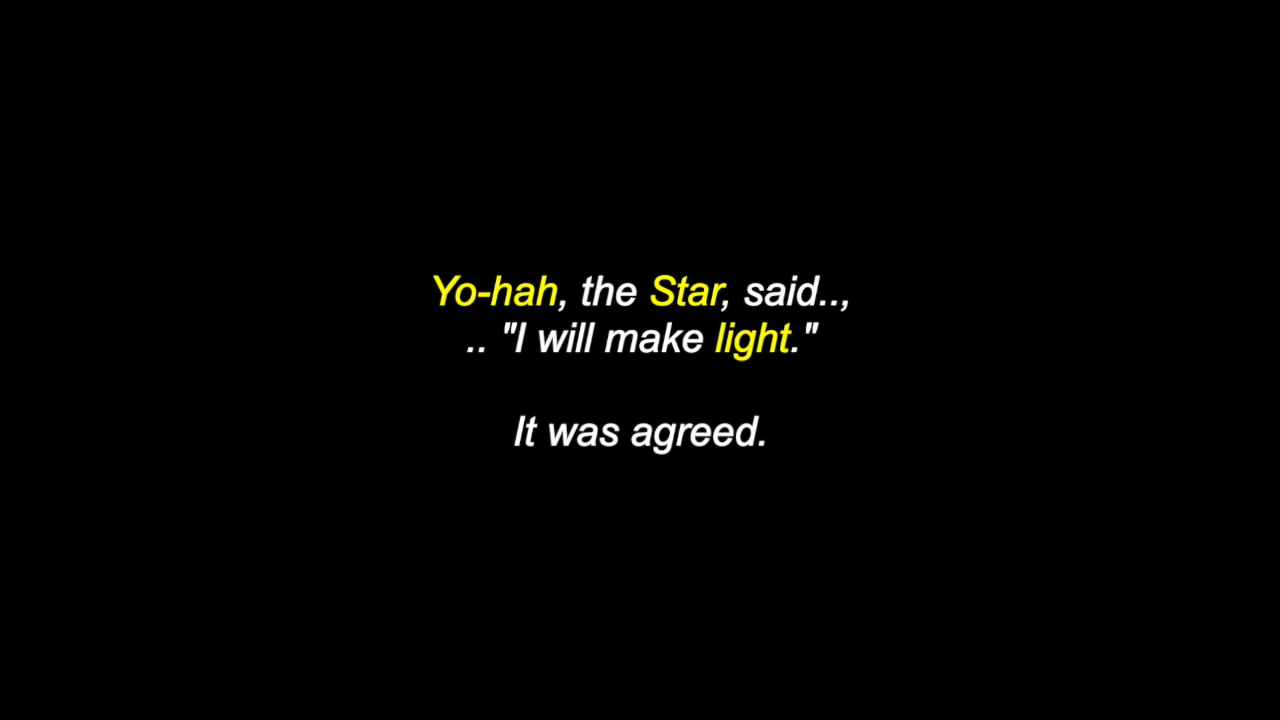 Yo-hah, the Star, said..,
.. "I will make light."
It was agreed.